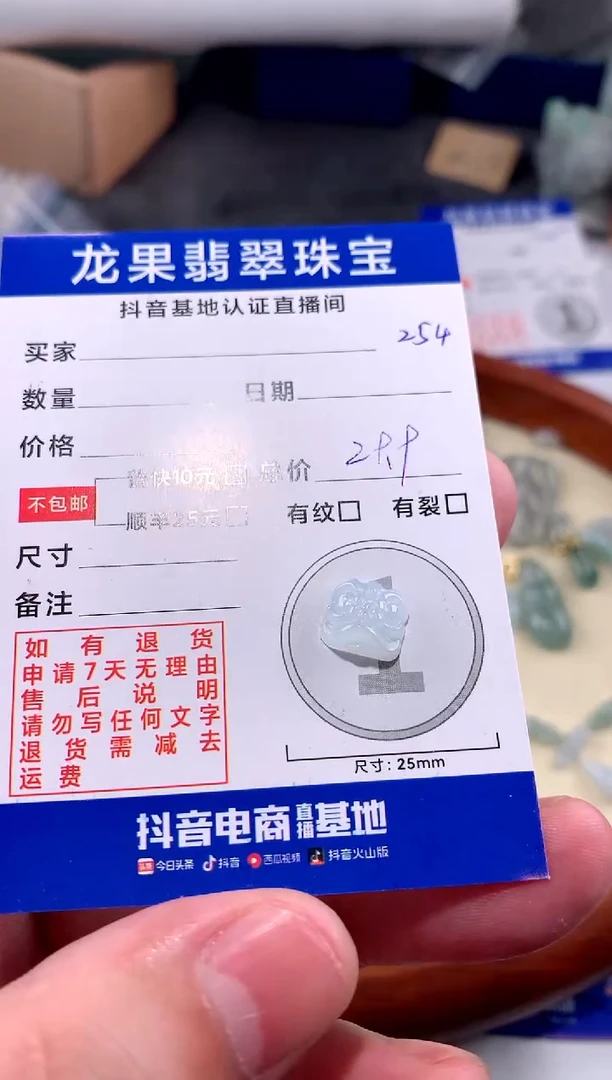 龙果翡翠珠宝
抖音基地认证直播间
买家
254
数量 日期
价格
普快10元 总价
不包邮
顺丰25元 有纹 有裂
尺寸
备注
如有退货
申请7天无理由
售后说明
请勿写任何文字
退货需减去
运费
尺寸：25mm
抖音电商直播基地
头条 今日头条 抖音 西瓜视频 抖音火山版